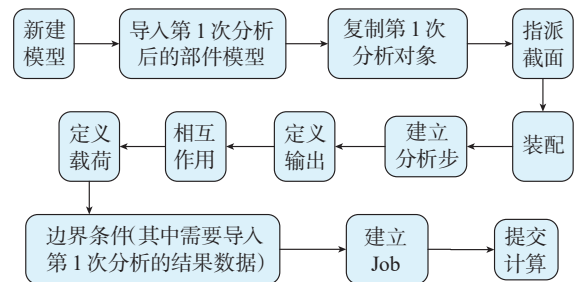 新建
模型
导入第1次分析
后的部件模型
复制第1次
分析对象
指派
截面
装配
建立
分析步
定义
输出
相互
作用
定义
载荷
边界条件(其中需要导入
第1次分析的结果数据)
建立
Job
提交
计算